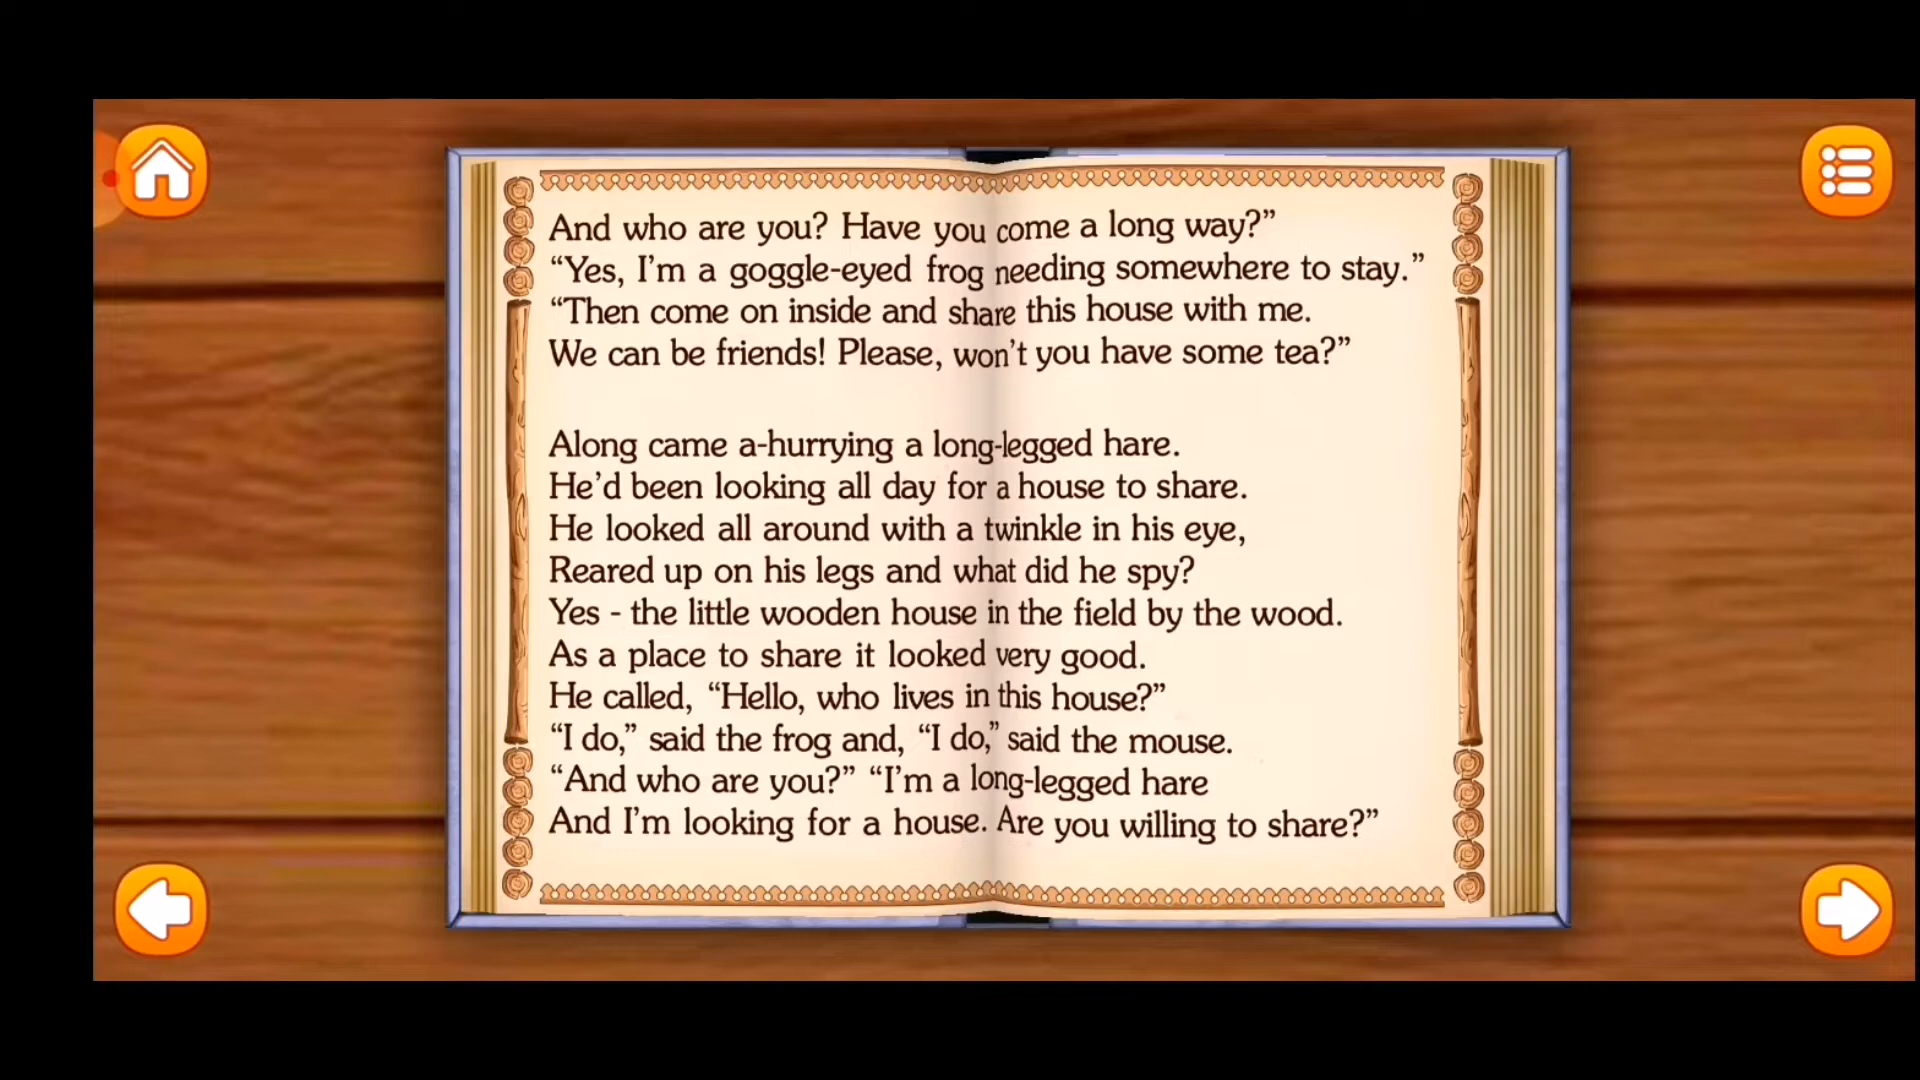 And who are you? Have you come a long way?”
“Yes, I’m a goggle-eyed frog needing somewhere to stay.”
“Then come on inside and share this house with me.
We can be friends! Please, won’t you have some tea?”
Along came a-hurrying a long-legged hare.
He’d been looking all day for a house to share.
He looked all around with a twinkle in his eye,
Reared up on his legs and what did he spy?
Yes - the little wooden house in the field by the wood.
As a place to share it looked very good.
He called, “Hello, who lives in this house?”
“I do,” said the frog and, “I do,” said the mouse.
“And who are you?” “I’m a long-legged hare
And I’m looking for a house. Are you willing to share?”